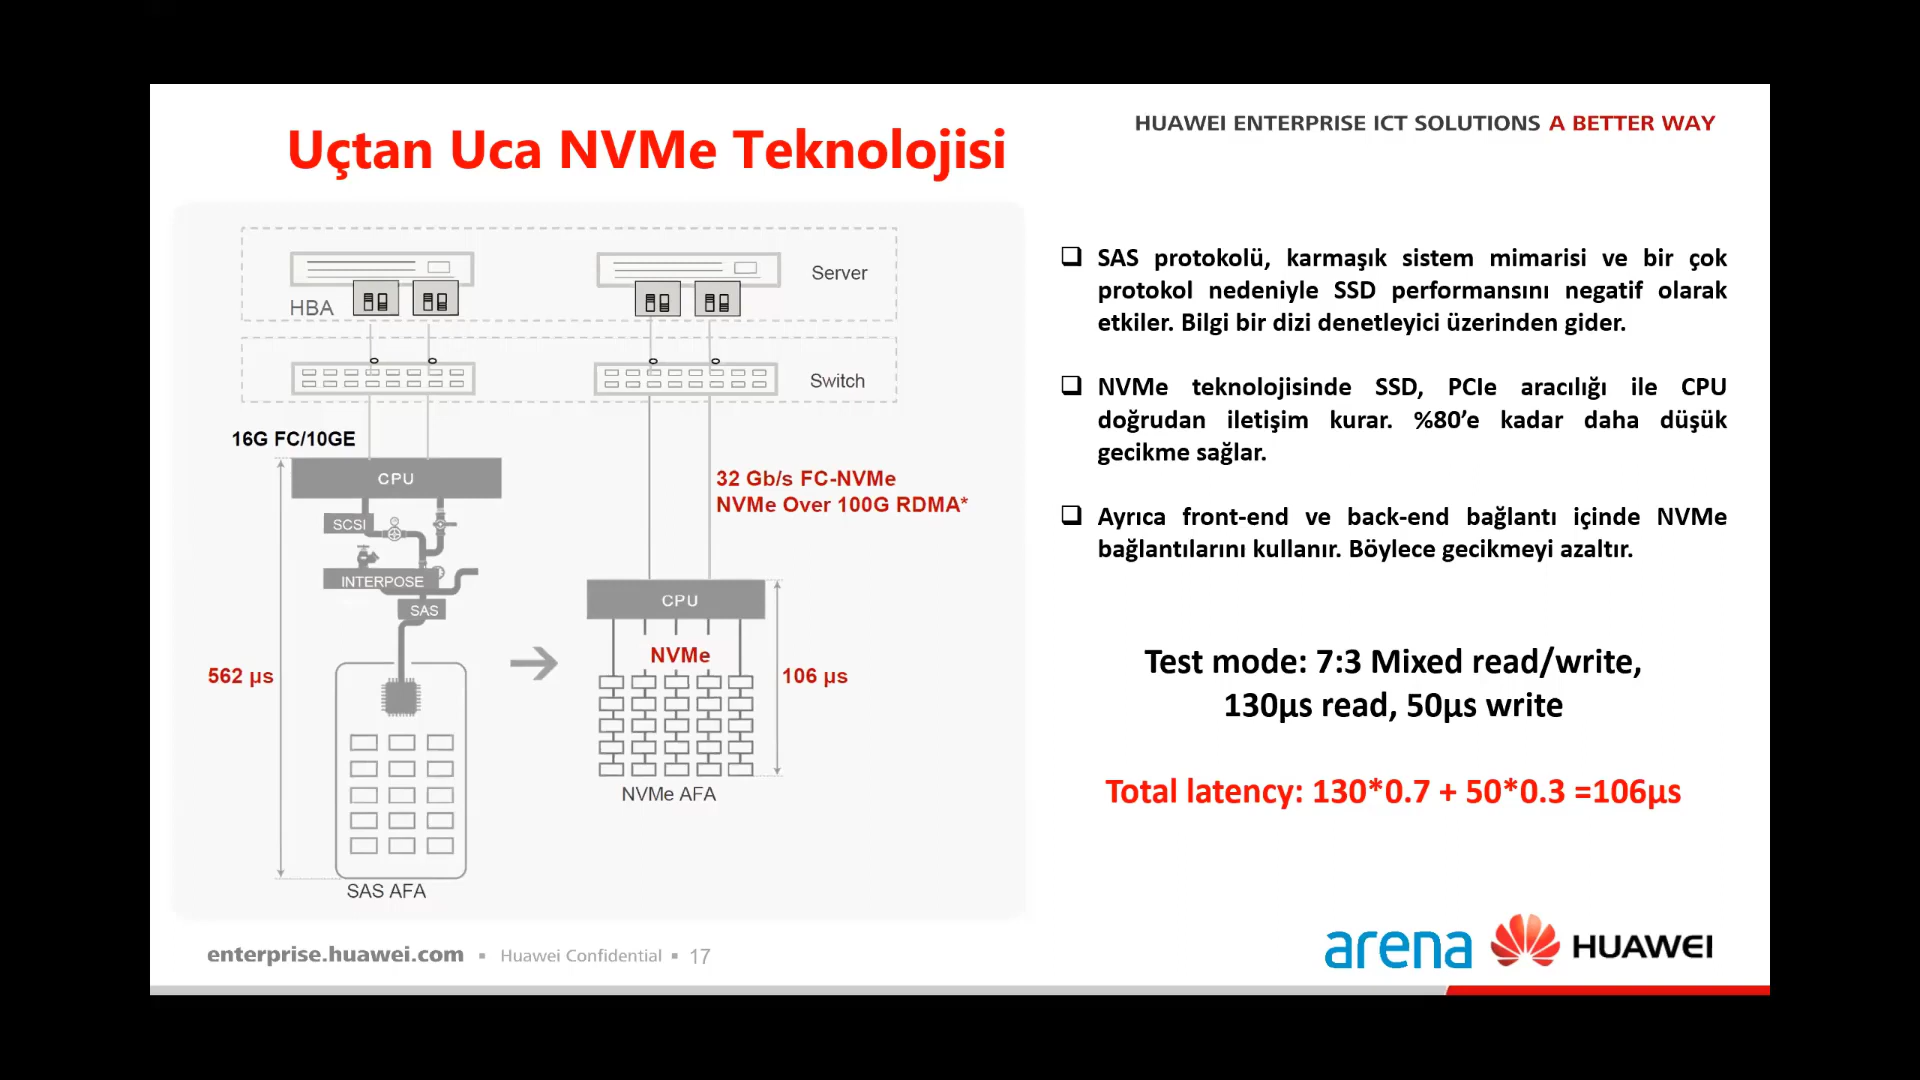 Uçtan Uca NVMe Teknolojisi
HUAWEI ENTERPRISE ICT SOLUTIONS A BETTER WAY
Server
HBA
Switch
16G FC/10GE
CPU
SCSI
INTERPOSE
SAS
562 µs
SAS AFA
32 Gb/s FC-NVMe
NVMe Over 100G RDMA*
CPU
NVMe
106 µs
NVMe AFA
❑ SAS protokolü, karmaşık sistem mimarisi ve bir çok
protokol nedeniyle SSD performansını negatif olarak
etkiler. Bilgi bir dizi denetleyici üzerinden gider.
❑ NVMe teknolojisinde SSD, PCIe aracılığı ile CPU
doğrudan iletişim kurar. %80’e kadar daha düşük
gecikme sağlar.
❑ Ayrıca front-end ve back-end bağlantı içinde NVMe
bağlantılarını kullanır. Böylece gecikmeyi azaltır.
Test mode: 7:3 Mixed read/write,
130µs read, 50µs write
Total latency: 130*0.7 + 50*0.3 =106µs
enterprise.huawei.com ▪ Huawei Confidential ▪ 17
arena HUAWEI